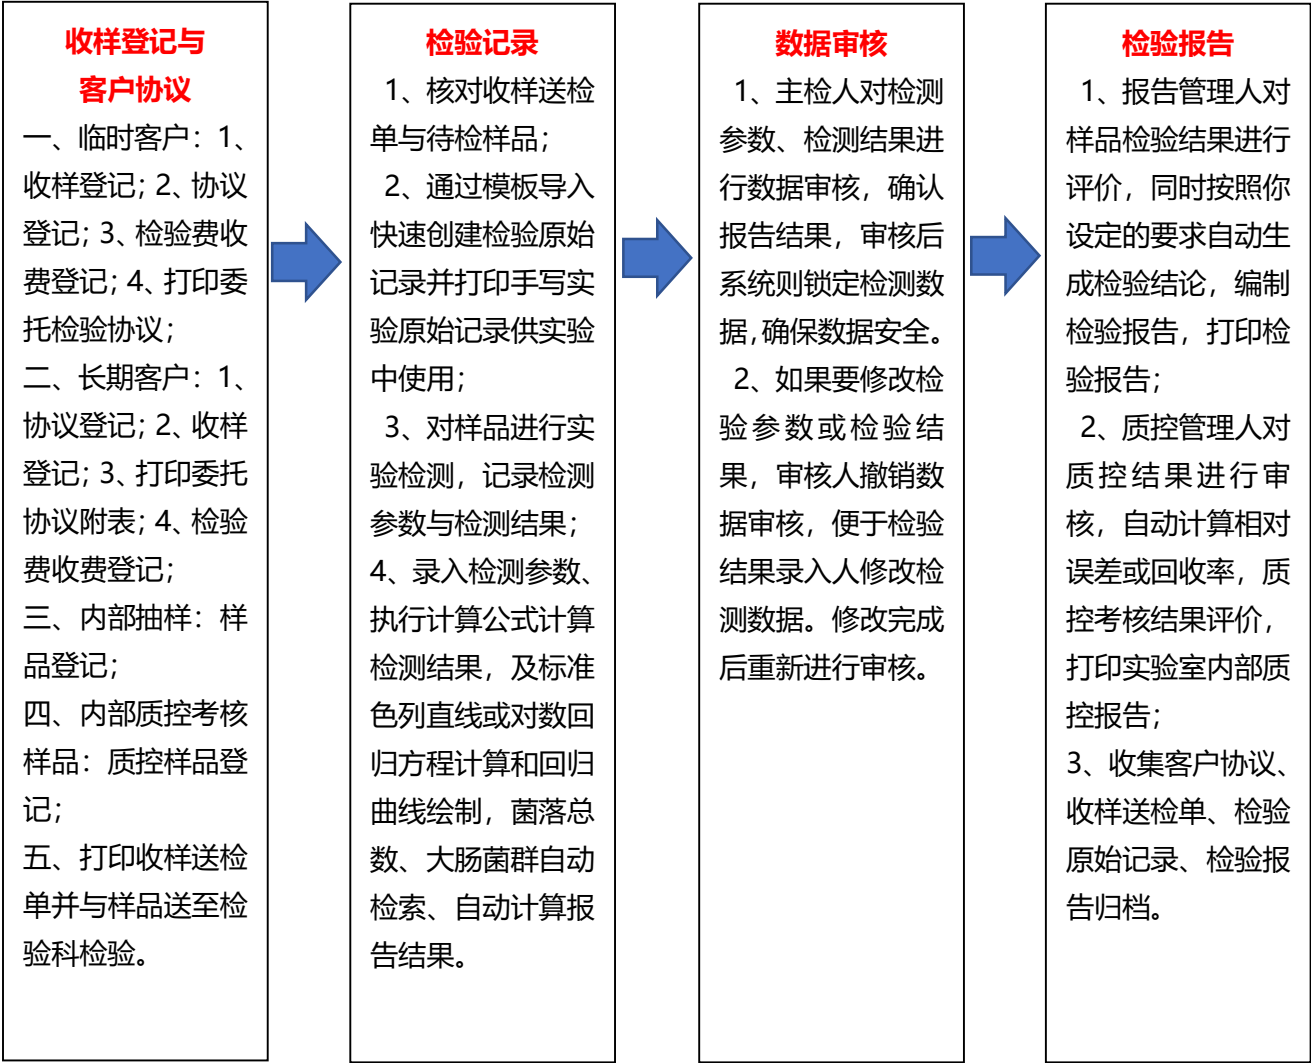 收样登记与
客户协议
一、临时客户：1、
收样登记；2、协议
登记；3、检验费收
费登记；4、打印委
托检验协议；
二、长期客户：1、
协议登记；2、收样
登记；3、打印委托
协议附表；4、检验
费收费登记；
三、内部抽样：样
品登记；
四、内部质控考核
样品：质控样品登
记；
五、打印收样送检
单并与样品送至检
验科检验。
检验记录
1、核对收样送检
单与待检样品；
2、通过模板导入
快速创建检验原始
记录并打印手写实
验原始记录供实验
中使用；
3、对样品进行实
验检测，记录检测
参数与检测结果；
4、录入检测参数、
执行计算公式计算
检测结果，及标准
色列直线或对数回
归方程计算和回归
曲线绘制，菌落总
数、大肠菌群自动
检索、自动计算报
告结果。
数据审核
1、主检人对检测
参数、检测结果进
行数据审核，确认
报告结果，审核后
系统则锁定检测数
据，确保数据安全。
2、如果要修改检
验参数或检验结
果，审核人撤销数
据审核，便于检验
结果录入人修改检
测数据。修改完成
后重新进行审核。
检验报告
1、报告管理人对
样品检验结果进行
评价，同时按照你
设定的要求自动生
成检验结论，编制
检验报告，打印检
验报告；
2、质控管理人对
质控结果进行审
核，自动计算相对
误差或回收率，质
控考核结果评价，
打印实验室内部质
控报告；
3、收集客户协议、
收样送检单、检验
原始记录、检验报
告归档。